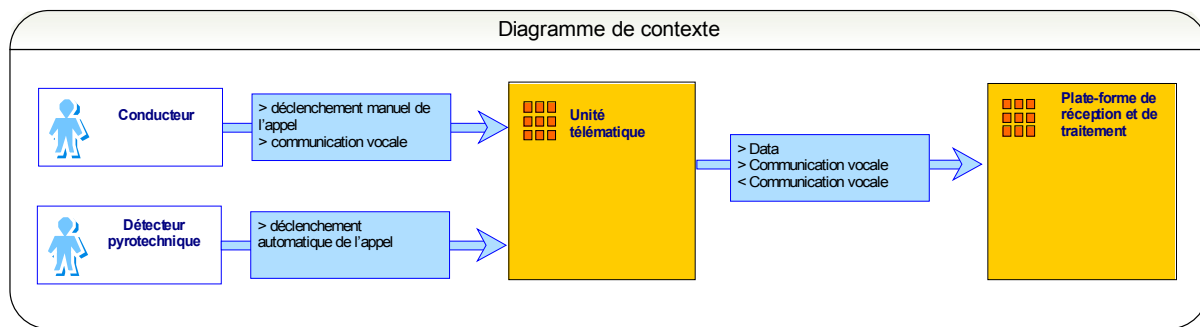 Diagramme de contexte
Conducteur
> déclenchement manuel de
l'appel
> communication vocale
Unité
télématique
Plate-forme de
réception et de
traitement
> Data
> Communication vocale
< Communication vocale
Détecteur
pyrotechnique
> déclenchement
automatique de l'appel